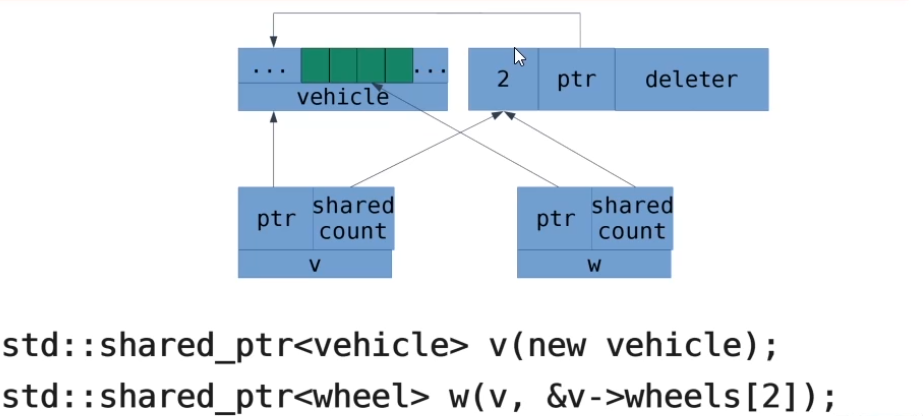 ... ...
vehicle
2 ptr deleter
ptr shared count
v
ptr shared count
w
std::shared_ptr<vehicle> v(new vehicle);
std::shared_ptr<wheel> w(v, &v->wheels[2]);